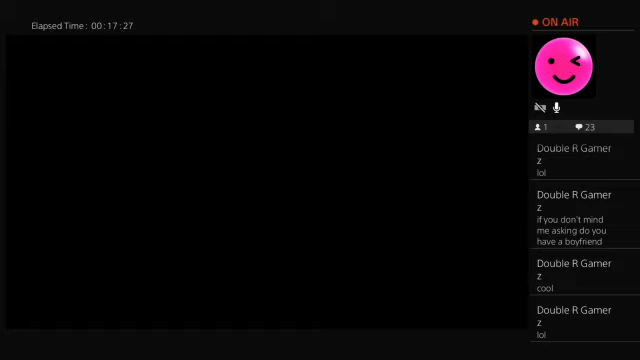 Elapsed Time : 00 : 17 : 27
ON AIR
1 23
Double R Gamer
z
lol
Double R Gamer
z
if you don't mind
me asking do you
have a boyfriend
Double R Gamer
z
cool
Double R Gamer
z
lol